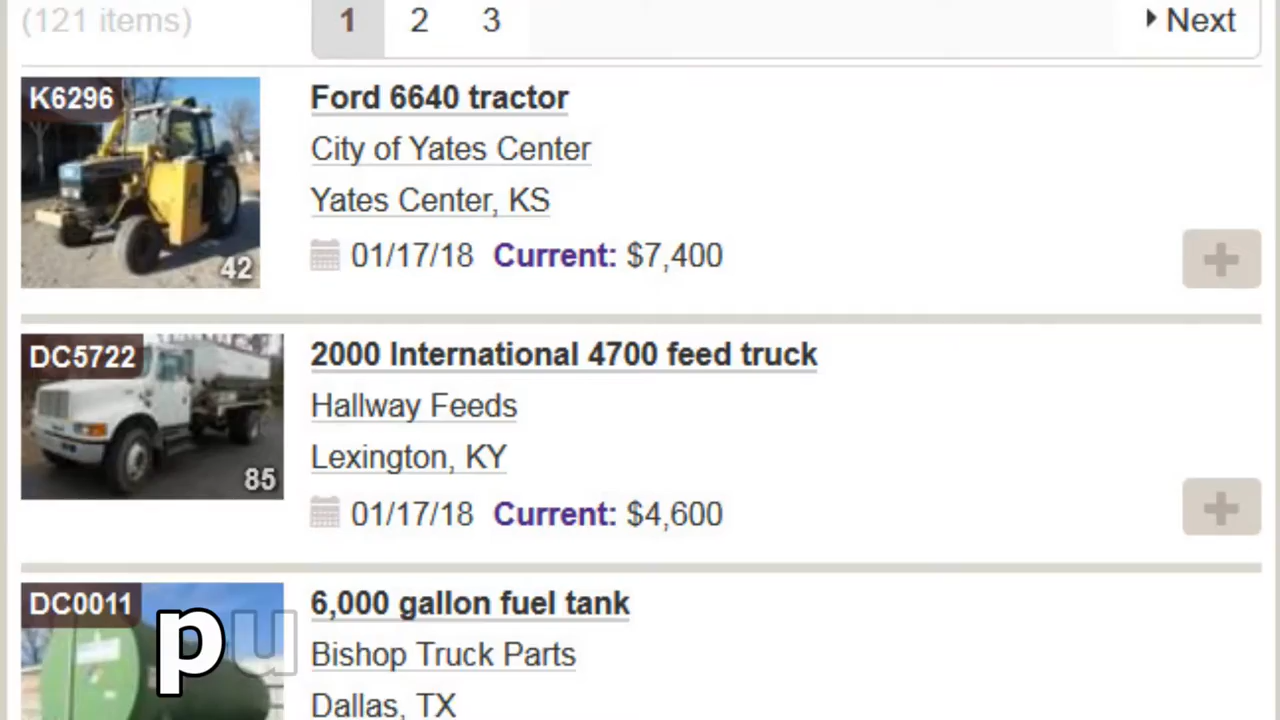 (121 items)
1 2 3 Next
K6296
42
Ford 6640 tractor
City of Yates Center
Yates Center, KS
01/17/18 Current: $7,400
DC5722
85
2000 International 4700 feed truck
Hallway Feeds
Lexington, KY
01/17/18 Current: $4,600
DC0011
6,000 gallon fuel tank
Bishop Truck Parts
Dallas, TX
pu